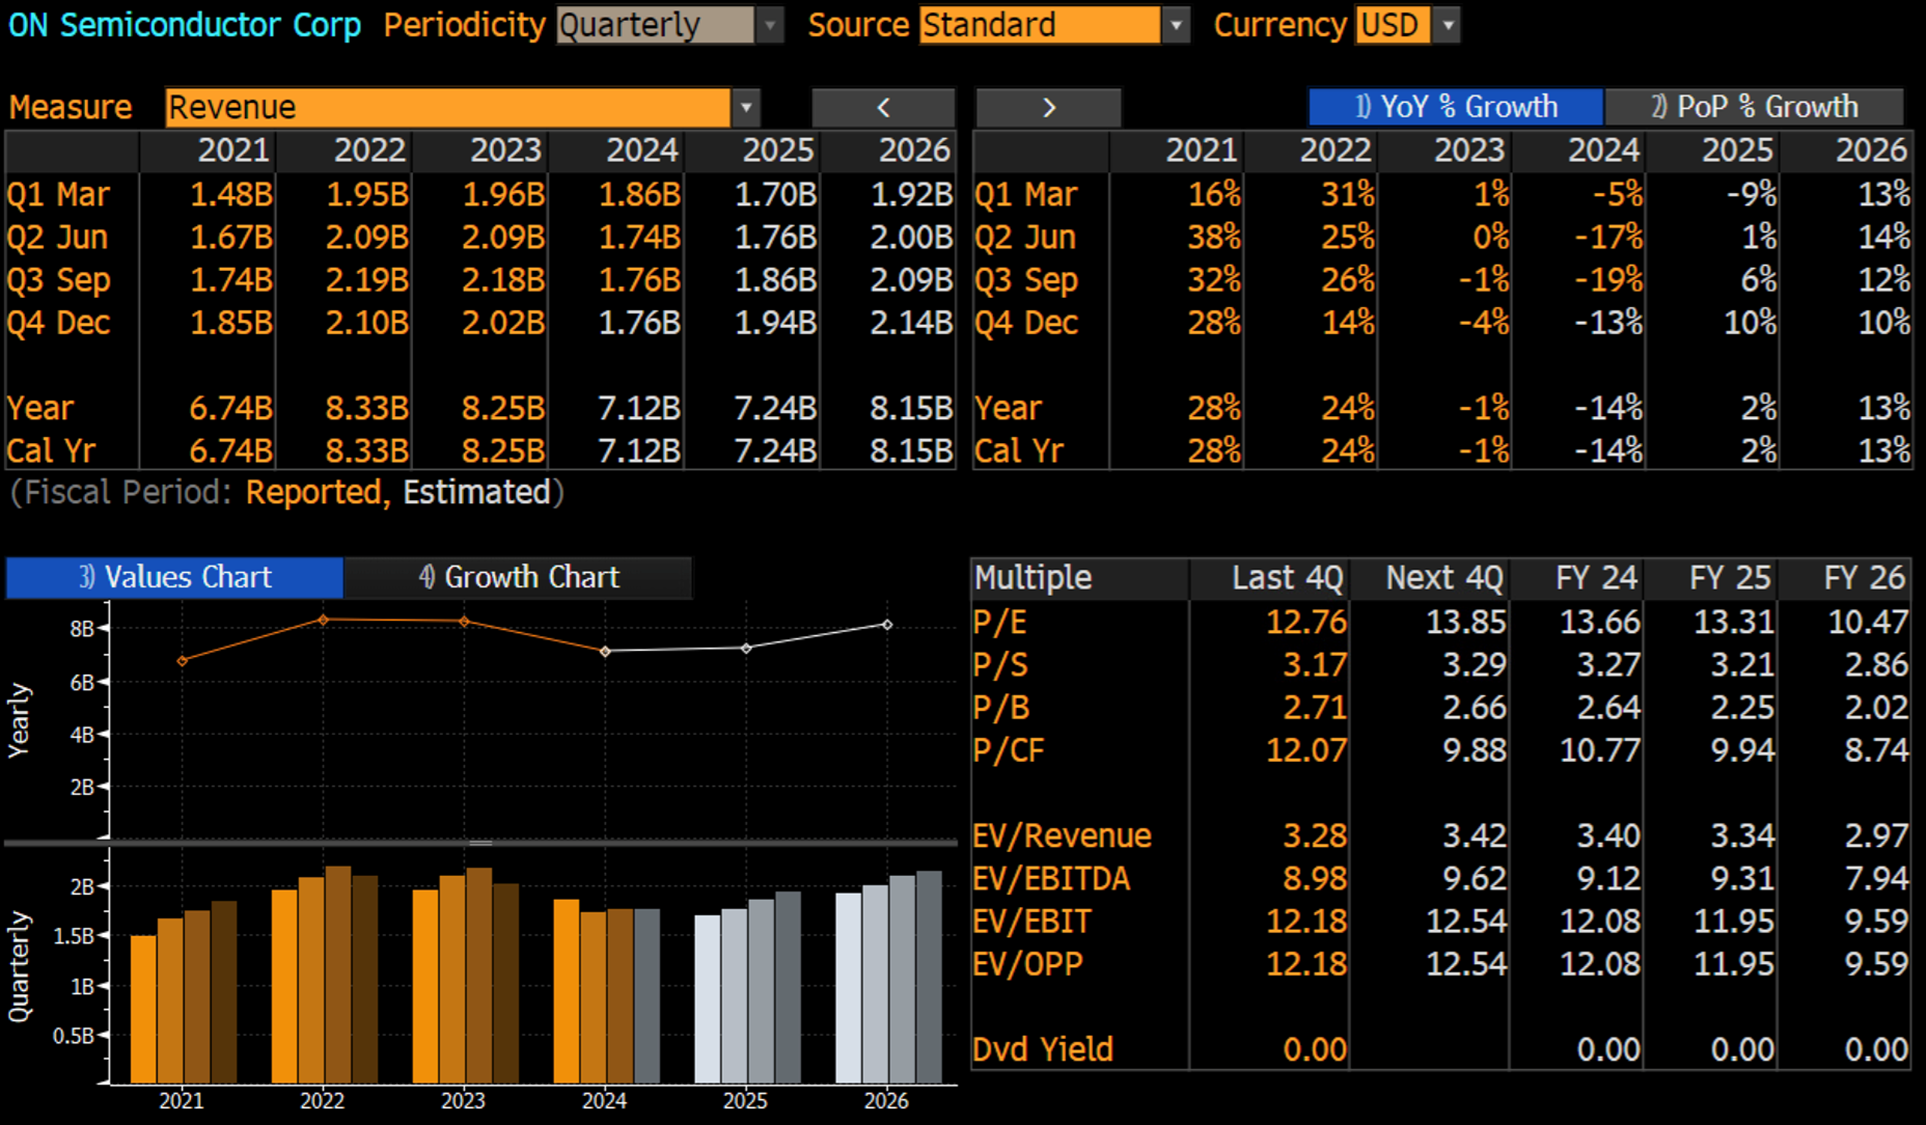 ON Semiconductor Corp Periodicity Quarterly Source Standard Currency USD
Measure Revenue < > 1) YoY % Growth 2) PoP % Growth
2021 2022 2023 2024 2025 2026 2021 2022 2023 2024 2025 2026
Q1 Mar 1.48B 1.95B 1.96B 1.86B 1.70B 1.92B Q1 Mar 16% 31% 1% -5% -9% 13%
Q2 Jun 1.67B 2.09B 2.09B 1.74B 1.76B 2.00B Q2 Jun 38% 25% 0% -17% 1% 14%
Q3 Sep 1.74B 2.19B 2.18B 1.76B 1.86B 2.09B Q3 Sep 32% 26% -1% -19% 6% 12%
Q4 Dec 1.85B 2.10B 2.02B 1.76B 1.94B 2.14B Q4 Dec 28% 14% -4% -13% 10% 10%
Year 6.74B 8.33B 8.25B 7.12B 7.24B 8.15B Year 28% 24% -1% -14% 2% 13%
Cal Yr 6.74B 8.33B 8.25B 7.12B 7.24B 8.15B Cal Yr 28% 24% -1% -14% 2% 13%
(Fiscal Period: Reported, Estimated)
3) Values Chart 4) Growth Chart
Yearly
8B
6B
4B
2B
Quarterly
2B
1.5B
1B
0.5B
2021 2022 2023 2024 2025 2026
Multiple Last 4Q Next 4Q FY 24 FY 25 FY 26
P/E 12.76 13.85 13.66 13.31 10.47
P/S 3.17 3.29 3.27 3.21 2.86
P/B 2.71 2.66 2.64 2.25 2.02
P/CF 12.07 9.88 10.77 9.94 8.74
EV/Revenue 3.28 3.42 3.40 3.34 2.97
EV/EBITDA 8.98 9.62 9.12 9.31 7.94
EV/EBIT 12.18 12.54 12.08 11.95 9.59
EV/OPP 12.18 12.54 12.08 11.95 9.59
Dvd Yield 0.00 0.00 0.00 0.00